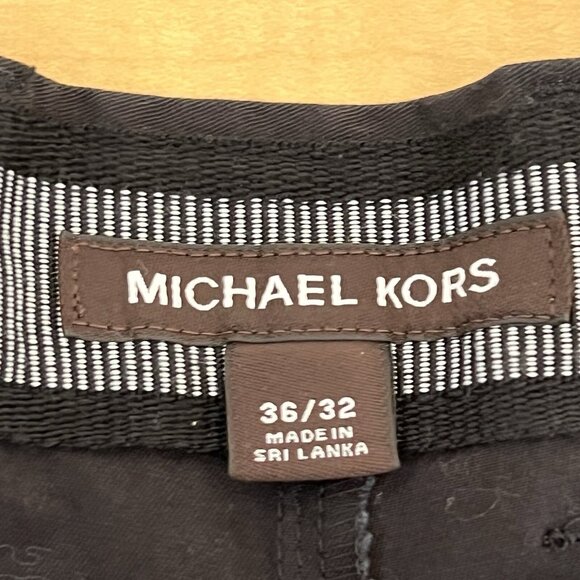 MICHAEL KORS
36/32
MADE IN
SRI LANKA